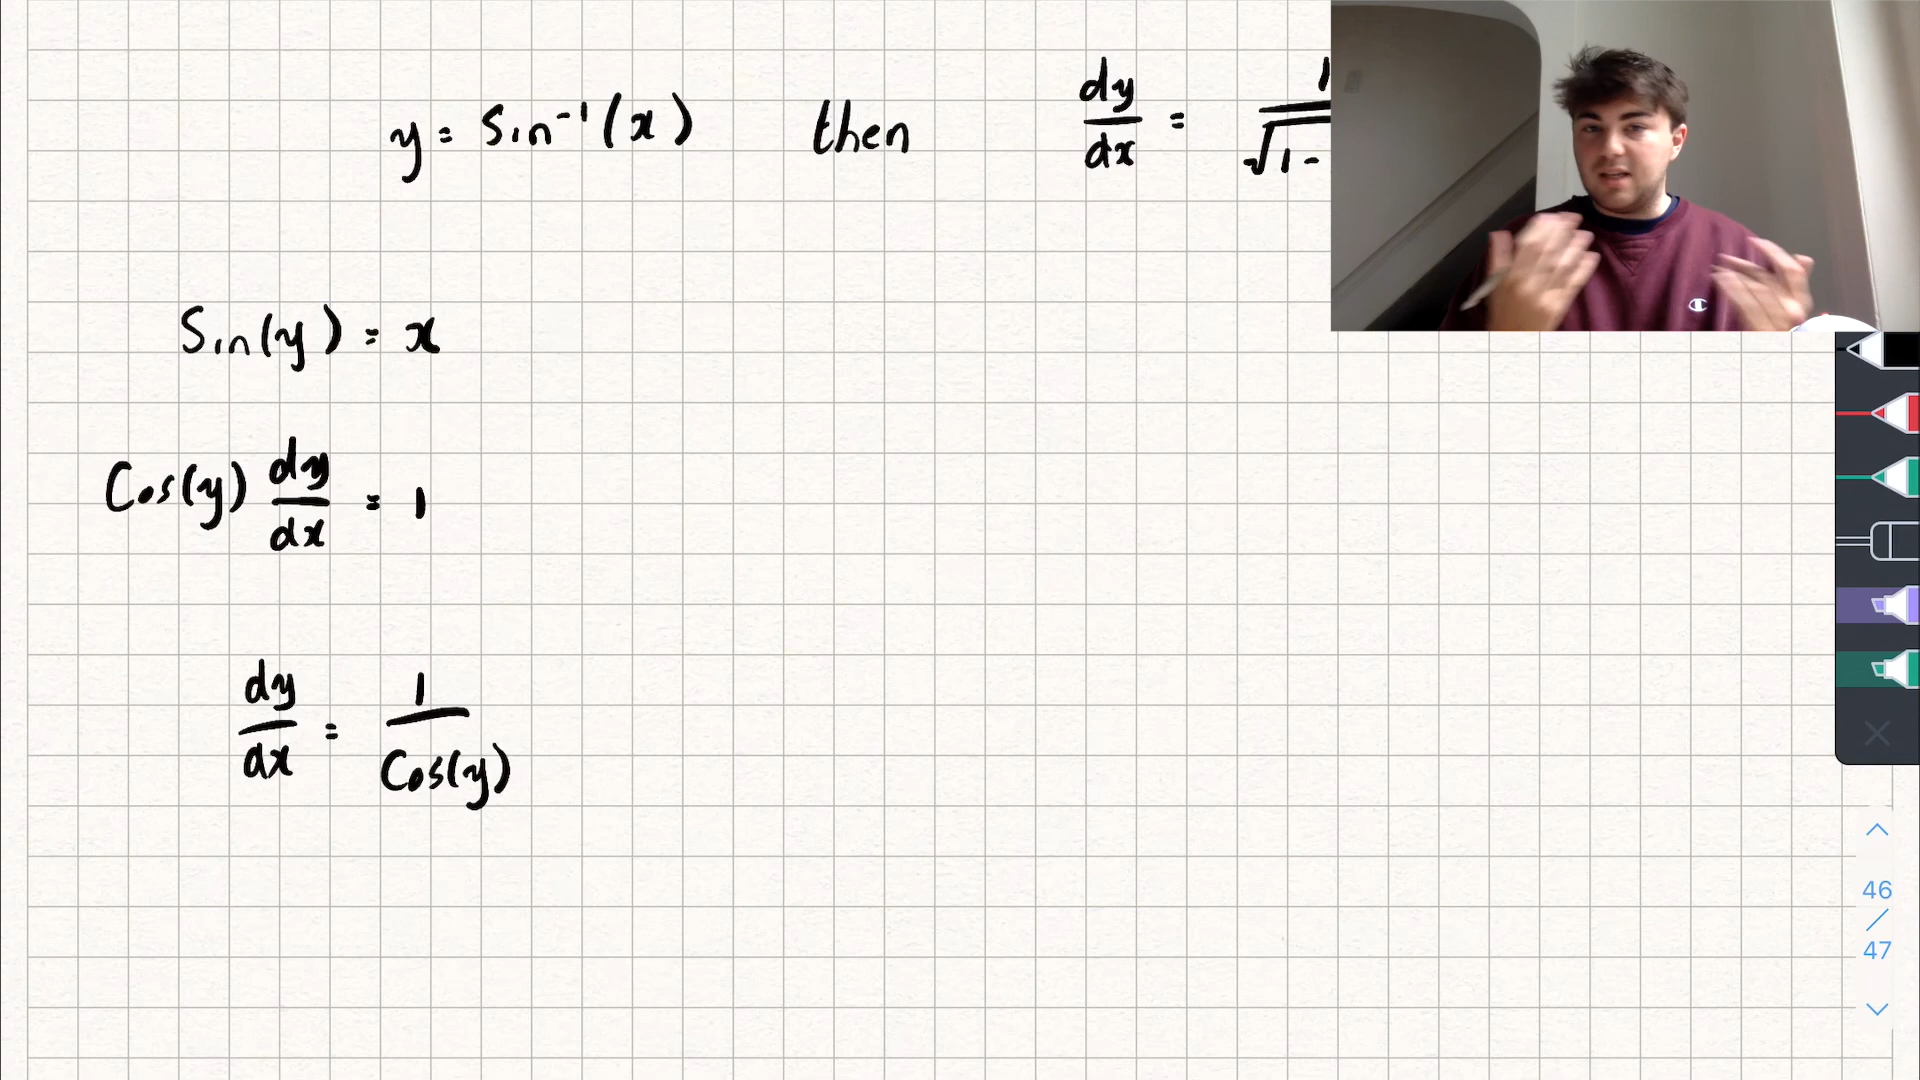 y = Sin⁻¹(x) then dy/dx = 1/√1-
Sin(y) = x
Cos(y) dy/dx = 1
dy/dx = 1/Cos(y)
46
/
47